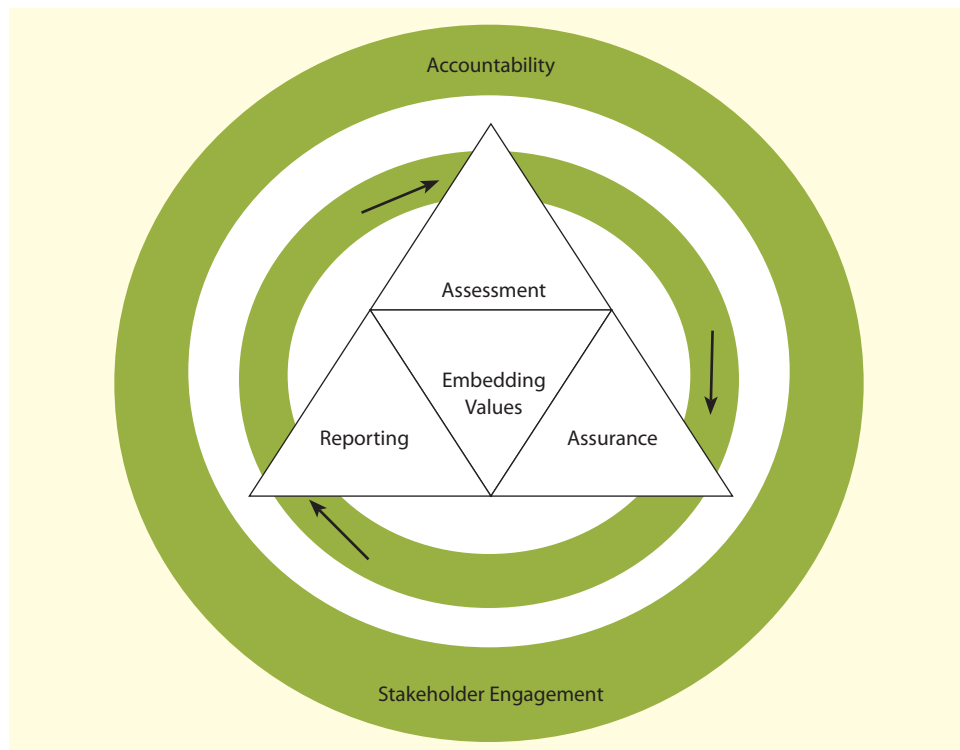 Accountability
Assessment
Embedding
Values
Reporting
Assurance
Stakeholder Engagement